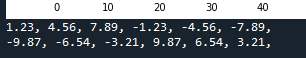 0 10 20 30 40
1.23, 4.56, 7.89, -1.23, -4.56, -7.89,
-9.87, -6.54, -3.21, 9.87, 6.54, 3.21,